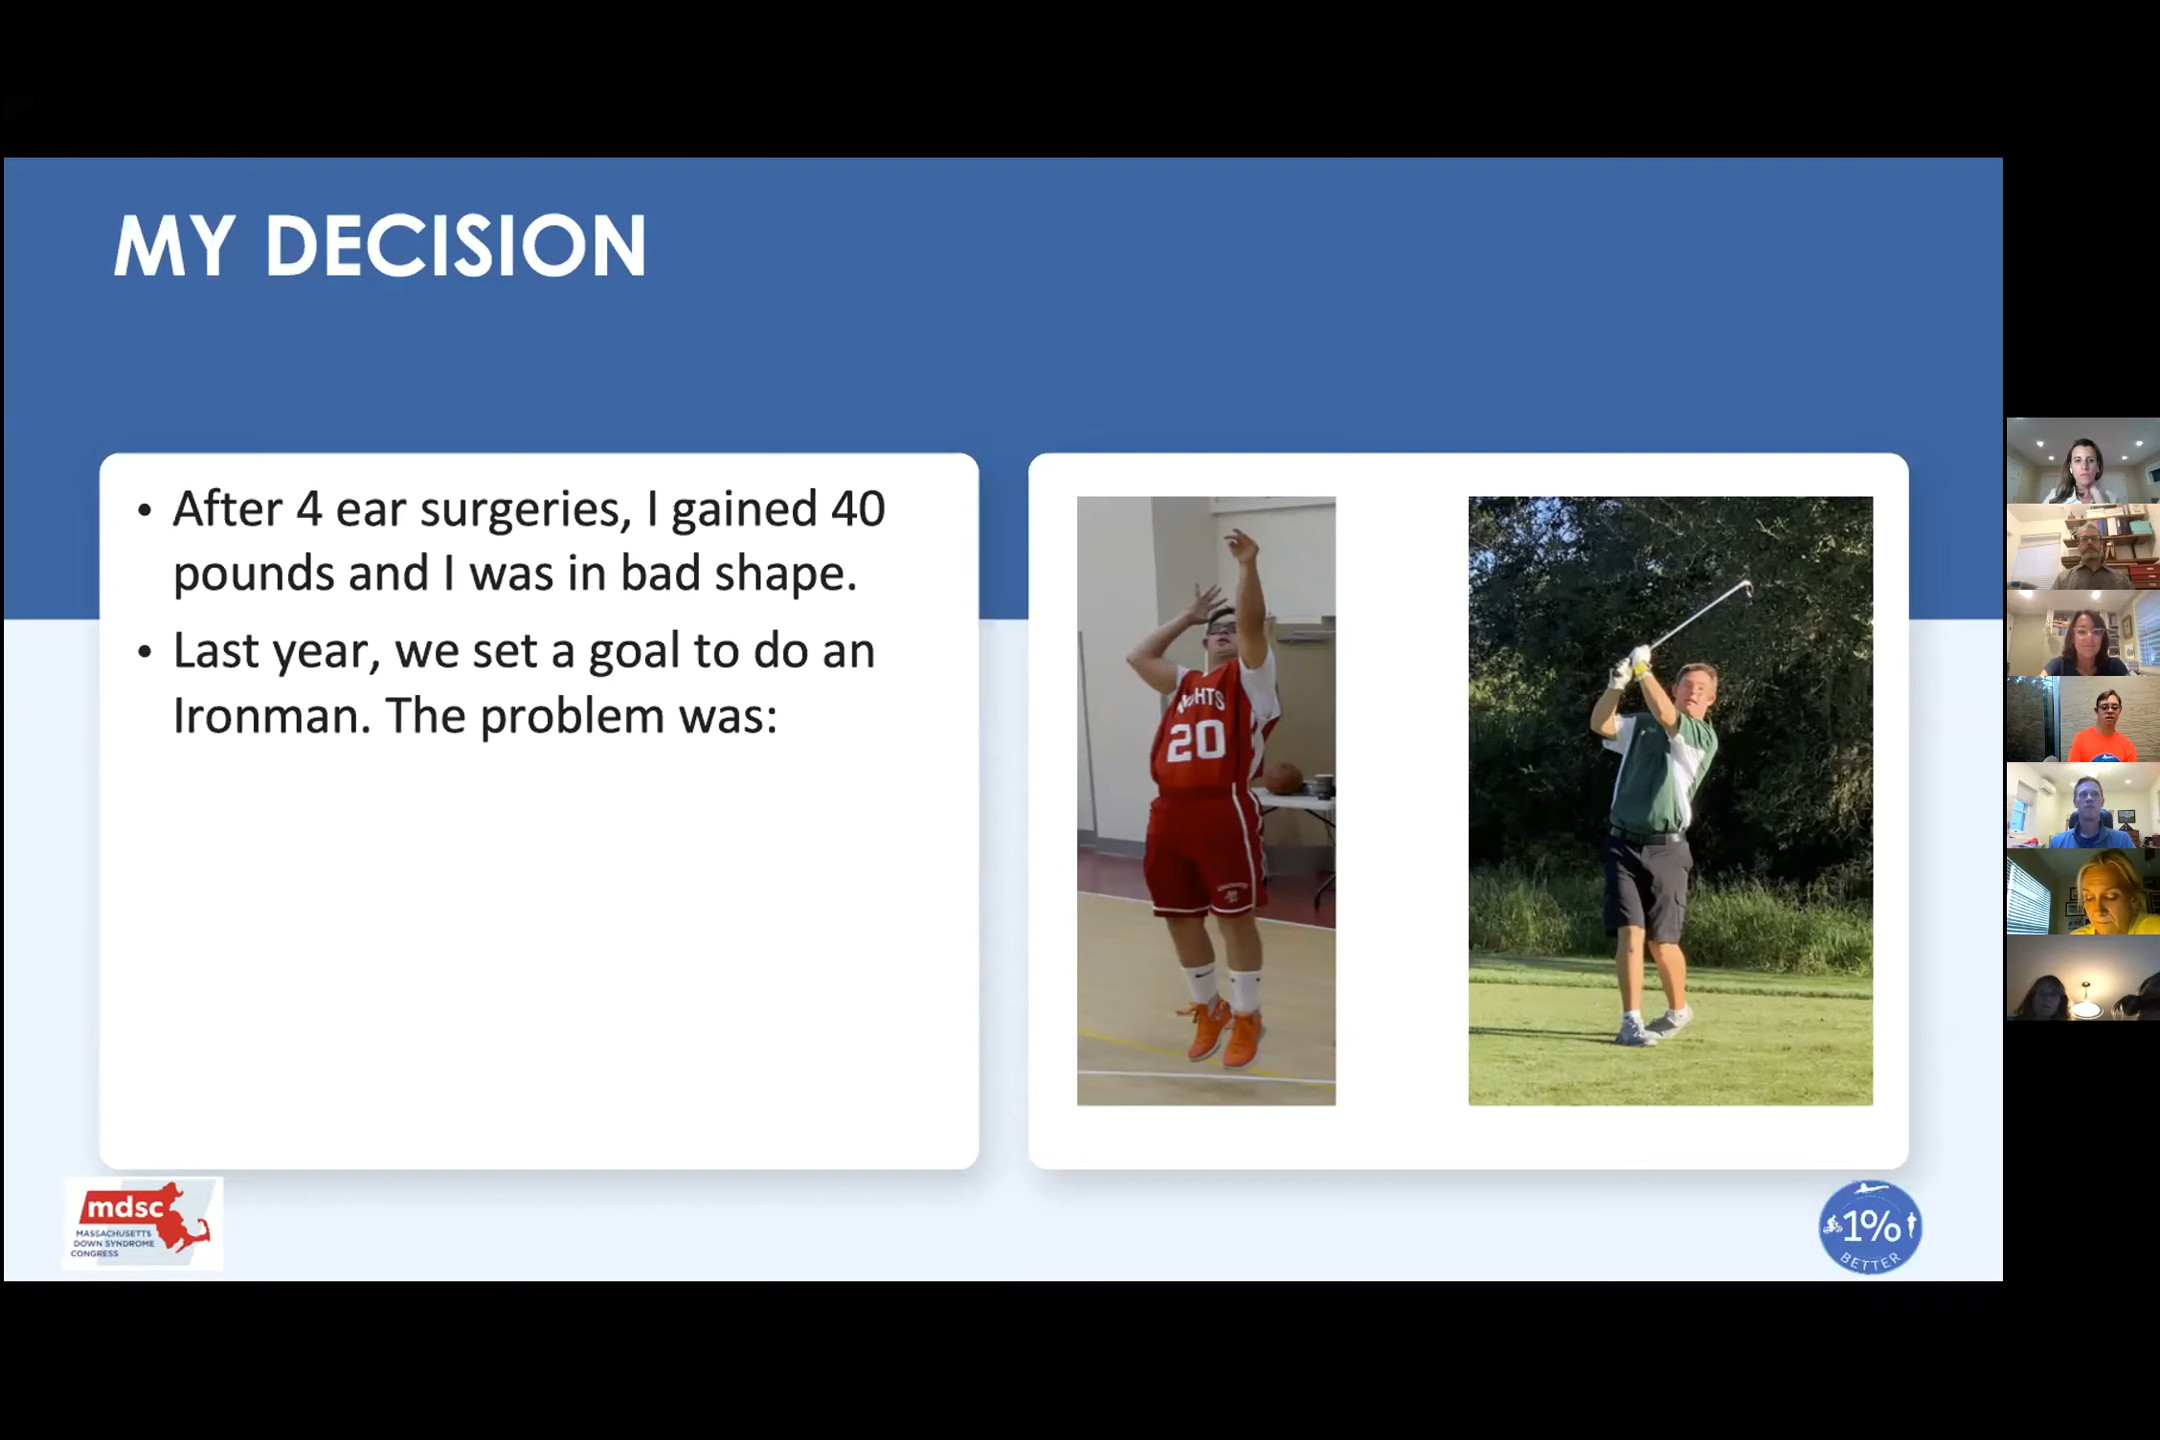 MY DECISION
• After 4 ear surgeries, I gained 40
pounds and I was in bad shape.
• Last year, we set a goal to do an
Ironman. The problem was:
20
mdsc
MASSACHUSETTS
DOWN SYNDROME
CONGRESS
1%
BETTER